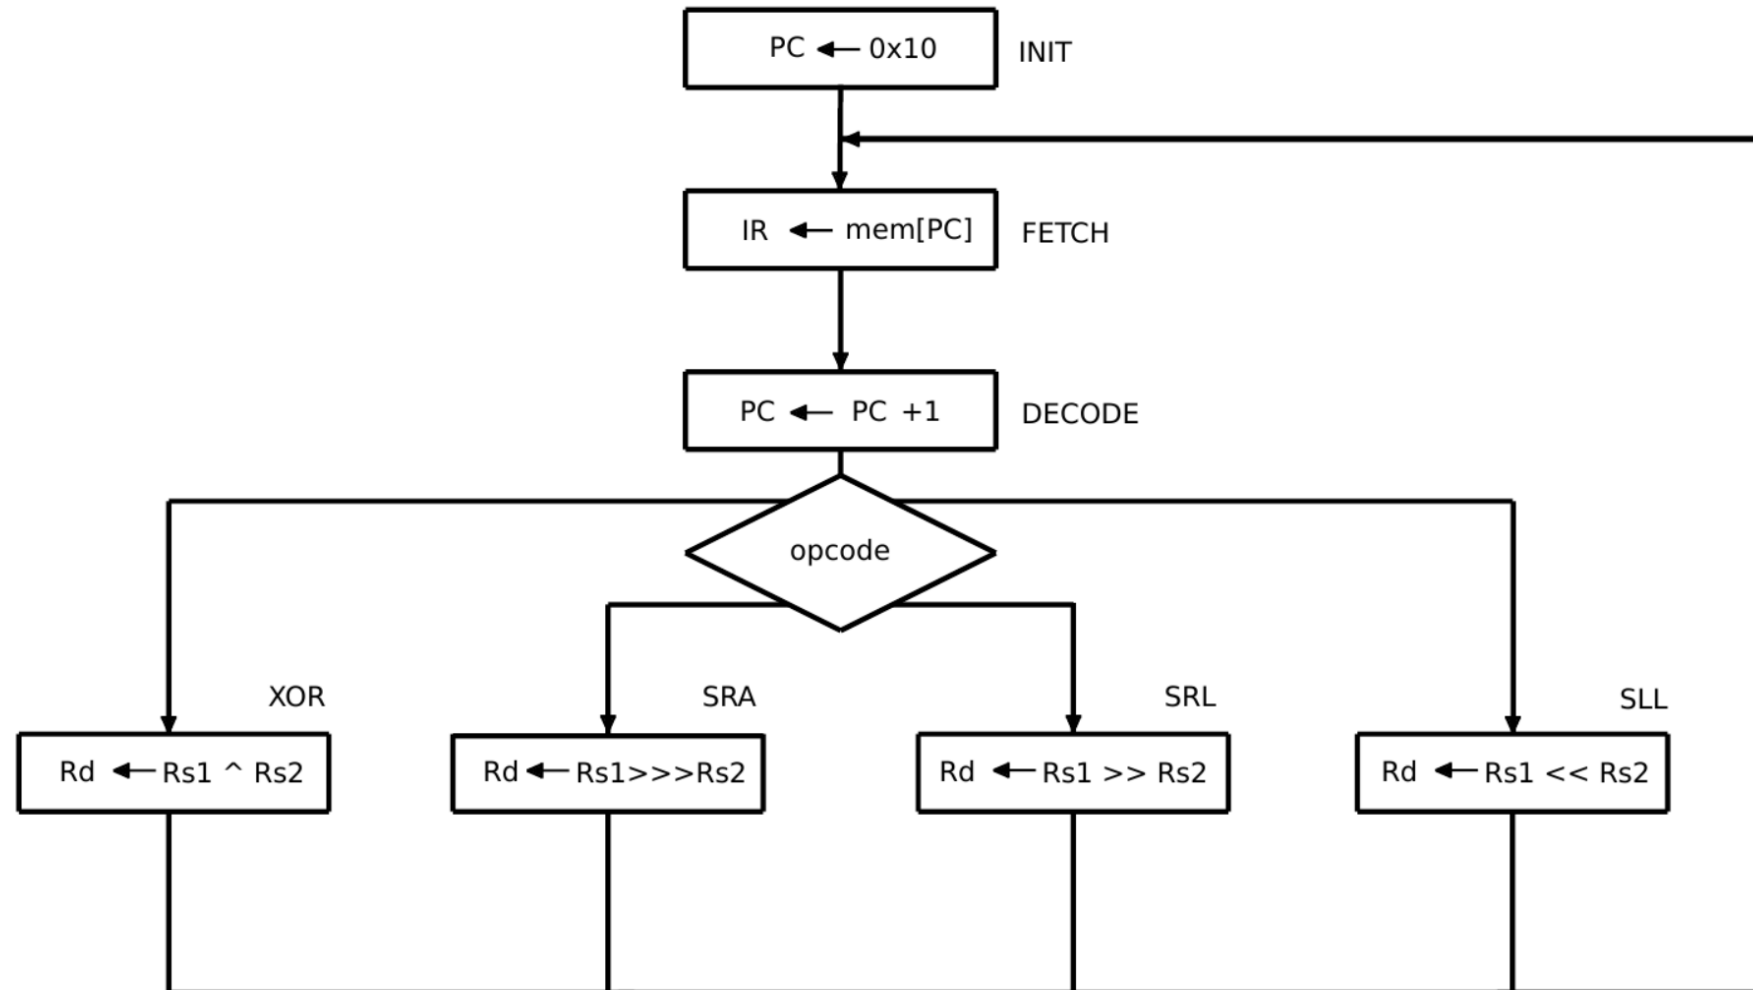 PC ← 0x10
INIT
IR ← mem[PC]
FETCH
PC ← PC +1
DECODE
opcode
XOR
SRA
SRL
SLL
Rd ← Rs1 ^ Rs2
Rd ← Rs1>>>Rs2
Rd ← Rs1 >> Rs2
Rd ← Rs1 << Rs2